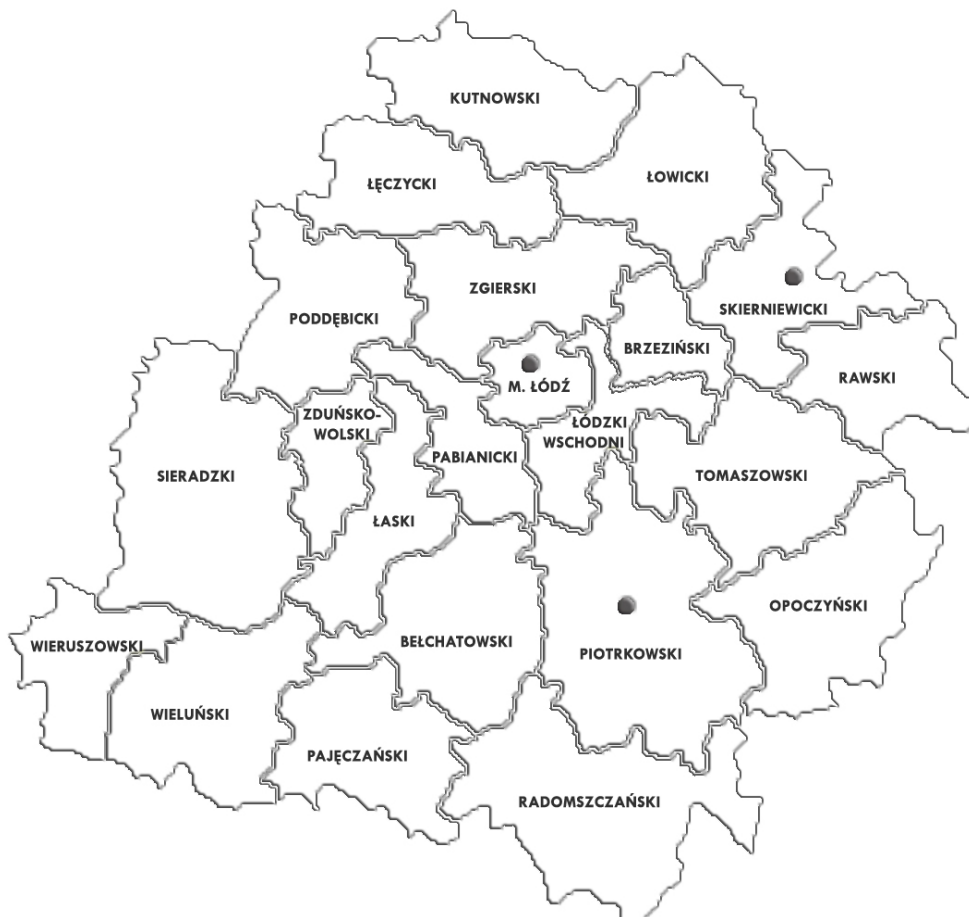 KUTNOWSKI
ŁĘCZYCKI
ŁOWICKI
ZGIERSKI
SKIERNIEWICKI
PODDĘBICKI
BRZEZIŃSKI
RAWSKI
M. ŁÓDŹ
ZDUŃSKO-
WOLSKI
ŁÓDZKI
WSCHODNI
PABIANICKI
SIERADZKI
TOMASZOWSKI
ŁASKI
OPOCZYŃSKI
WIERUSZOWSKI
BEŁCHATOWSKI
PIOTRKOWSKI
WIELUŃSKI
PAJĘCZAŃSKI
RADOMSZCZAŃSKI